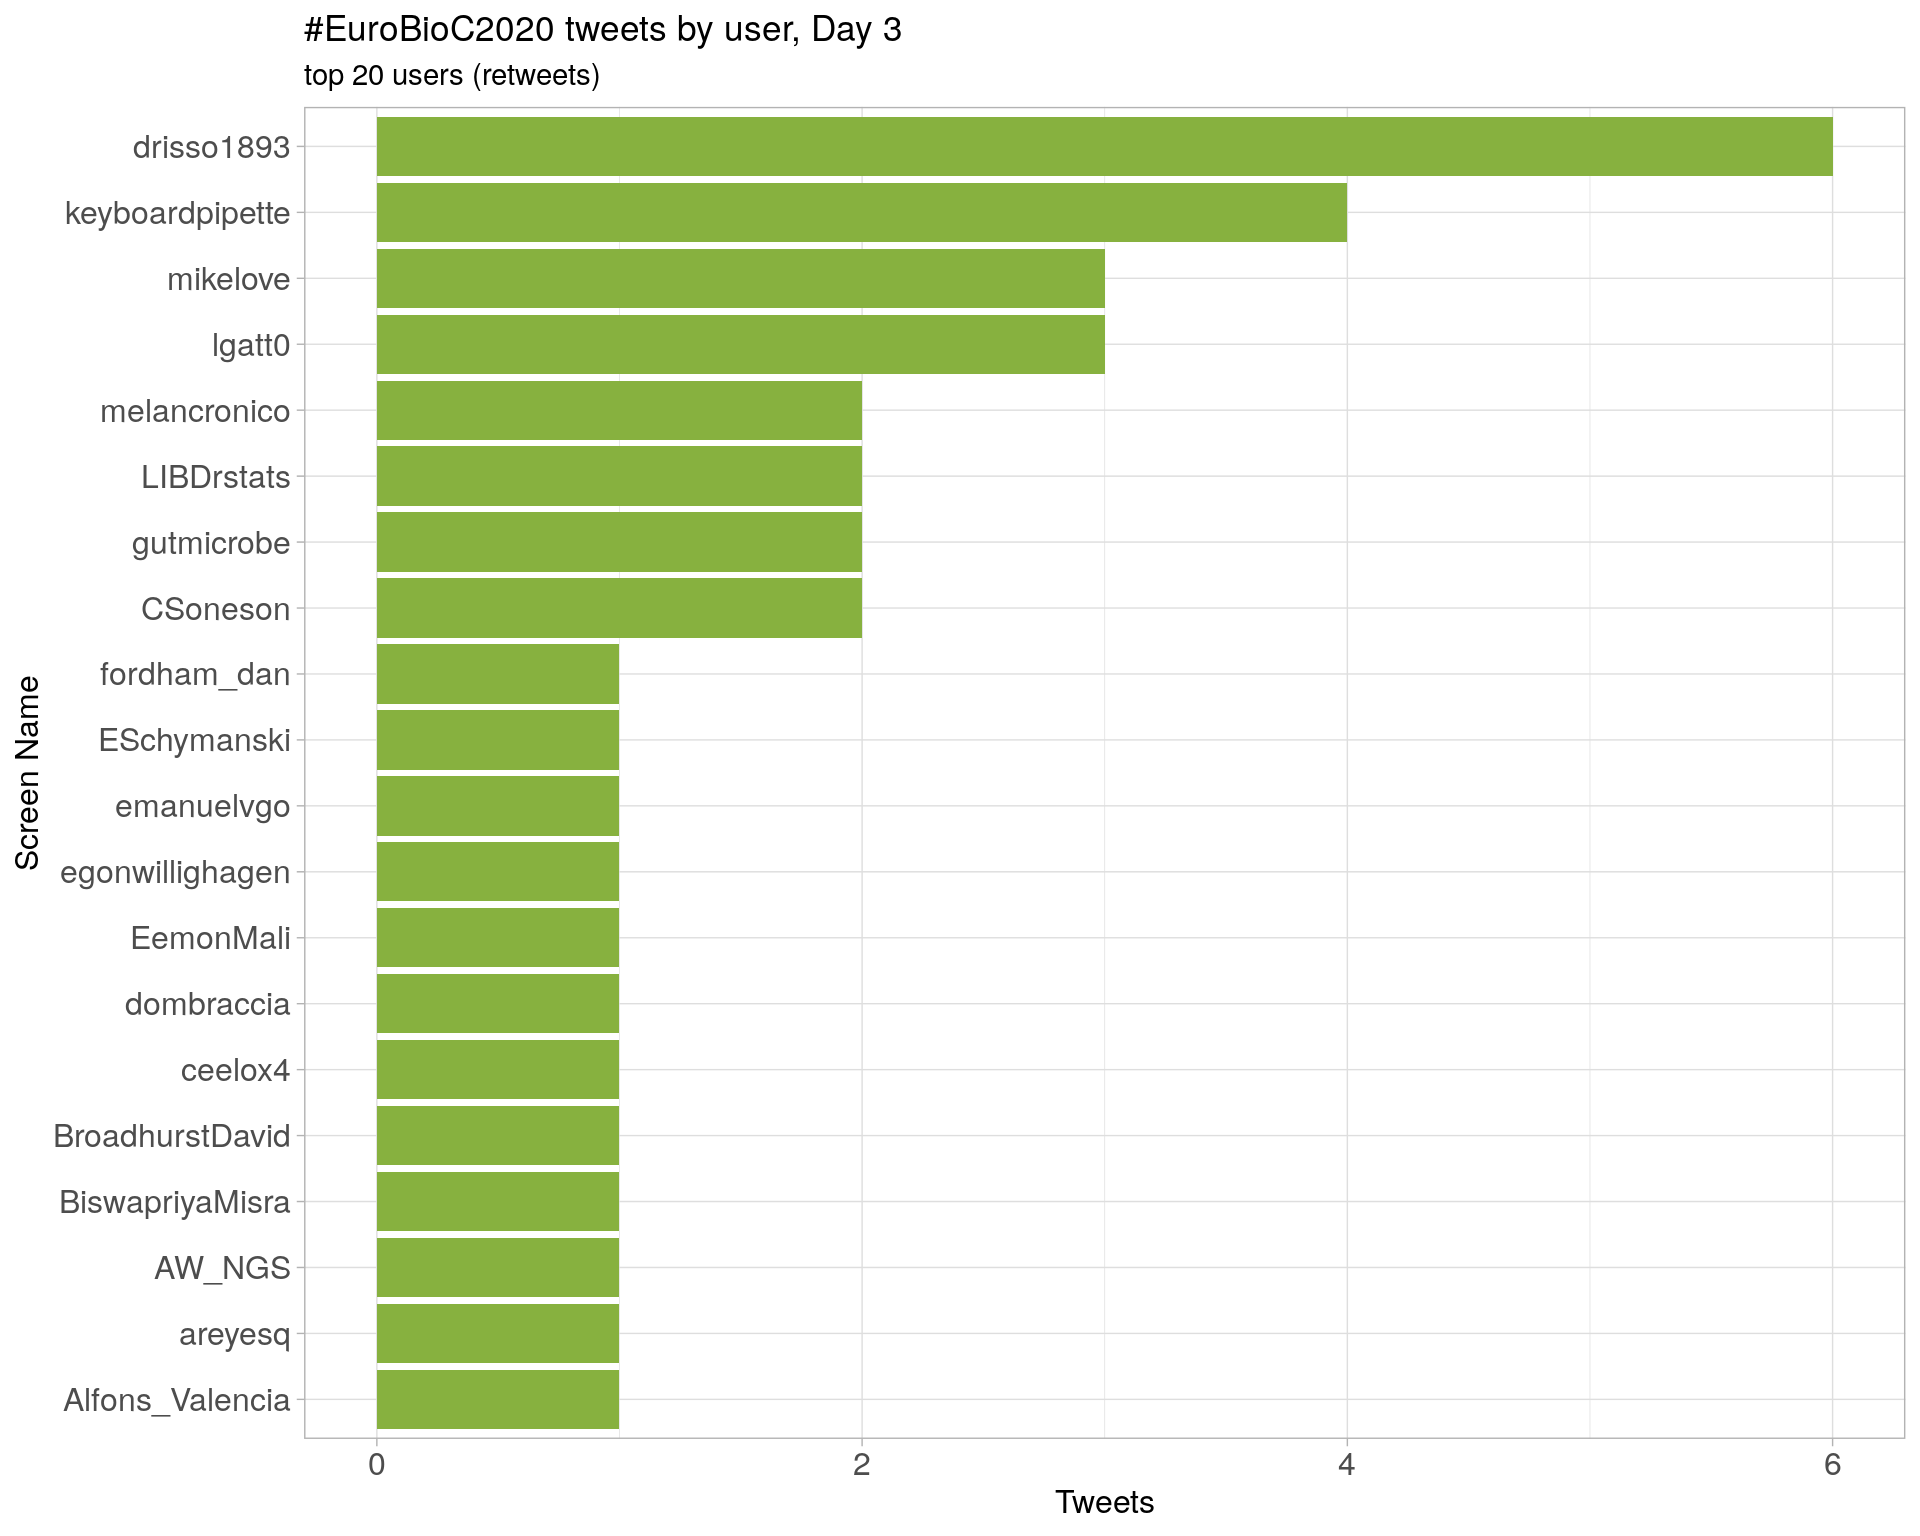 #EuroBioC2020 tweets by user, Day 3
top 20 users (retweets)
drisso1893
keyboardpipette
mikelove
lgatt0
melancronico
LIBDrstats
gutmicrobe
CSoneson
fordham_dan
ESchymanski
emanuelvgo
egonwillighagen
EemonMali
dombraccia
ceelox4
BroadhurstDavid
BiswapriyaMisra
AW_NGS
areyesq
Alfons_Valencia
Screen Name
0 2 4 6
Tweets